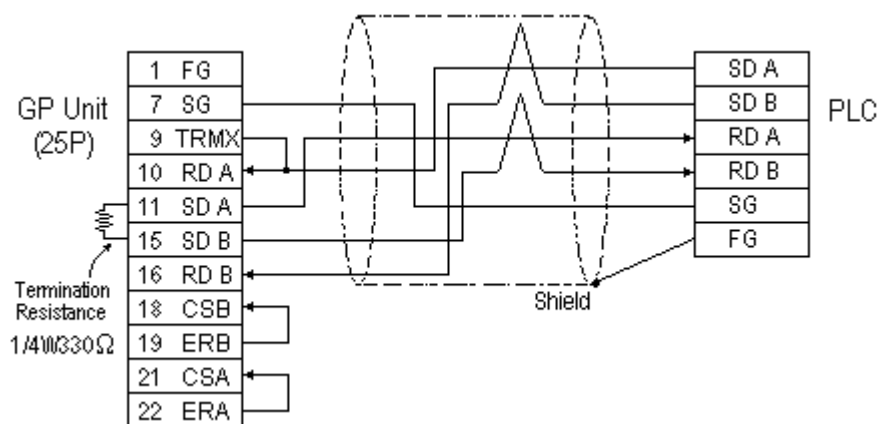 GP Unit
(25P)
1 FG
7 SG
9 TRMX
10 RD A
11 SD A
15 SD B
16 RD B
18 CSB
19 ERB
21 CSA
22 ERA
Termination
Resistance
1/4W330Ω
Shield
SD A
SD B
RD A
RD B
SG
FG
PLC